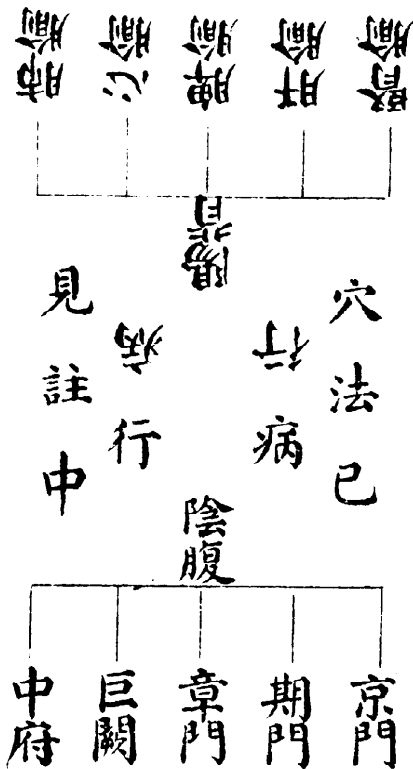 腎腧
肝腧
脾腧
心腧
肺腧
陽背
穴法已
行
病
病
行
見註中
陰腹
京門
期門
章門
巨闕
中府